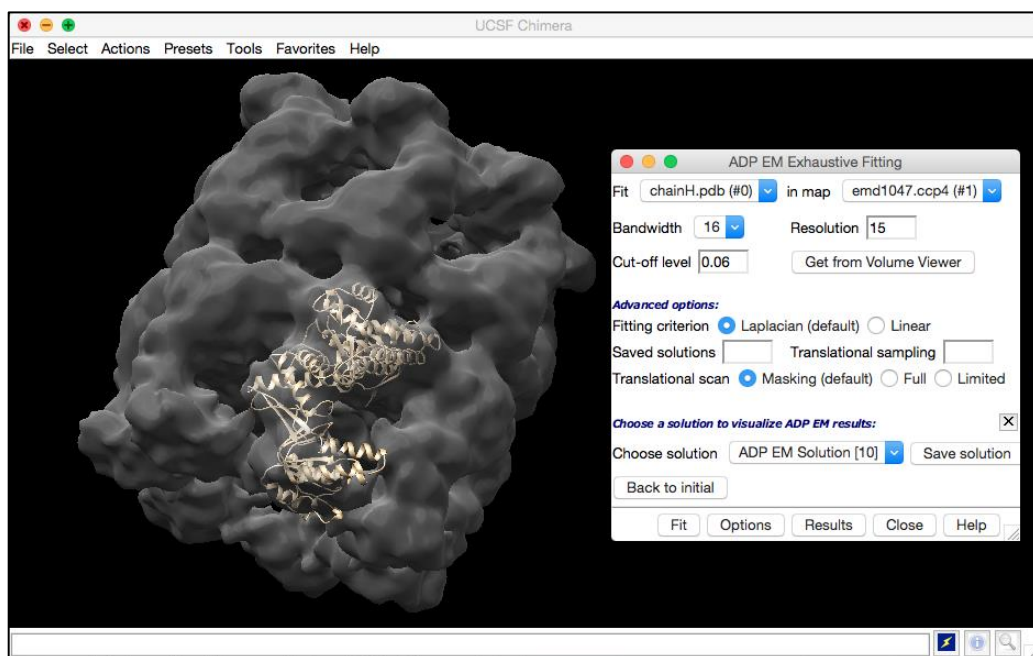 UCSF Chimera
File Select Actions Presets Tools Favorites Help
ADP EM Exhaustive Fitting
Fit chainH.pdb (#0) in map emd1047.ccp4 (#1)
Bandwidth 16 Resolution 15
Cut-off level 0.06 Get from Volume Viewer
Advanced options:
Fitting criterion Laplacian (default) Linear
Saved solutions Translational sampling
Translational scan Masking (default) Full Limited
Choose a solution to visualize ADP EM results:
Choose solution ADP EM Solution [10] Save solution
Back to initial
Fit Options Results Close Help